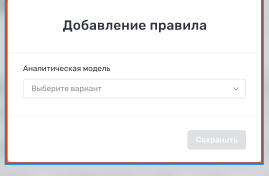 Добавление правила
Аналитическая модель
Выберите вариант
Сохранить